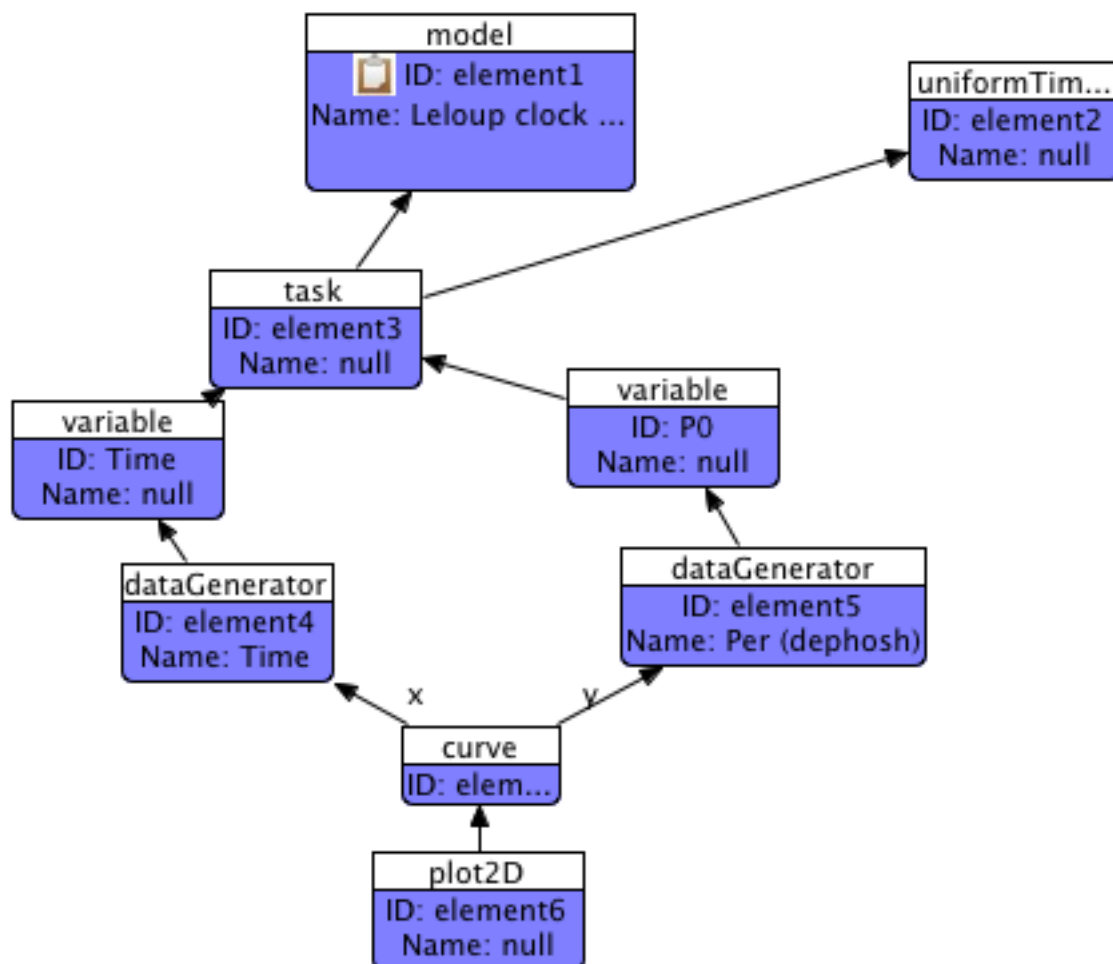 model
ID: element1
Name: Leloup clock ...
uniformTim...
ID: element2
Name: null
task
ID: element3
Name: null
variable
ID: Time
Name: null
variable
ID: P0
Name: null
dataGenerator
ID: element4
Name: Time
dataGenerator
ID: element5
Name: Per (dephosh)
x
y
curve
ID: elem...
plot2D
ID: element6
Name: null